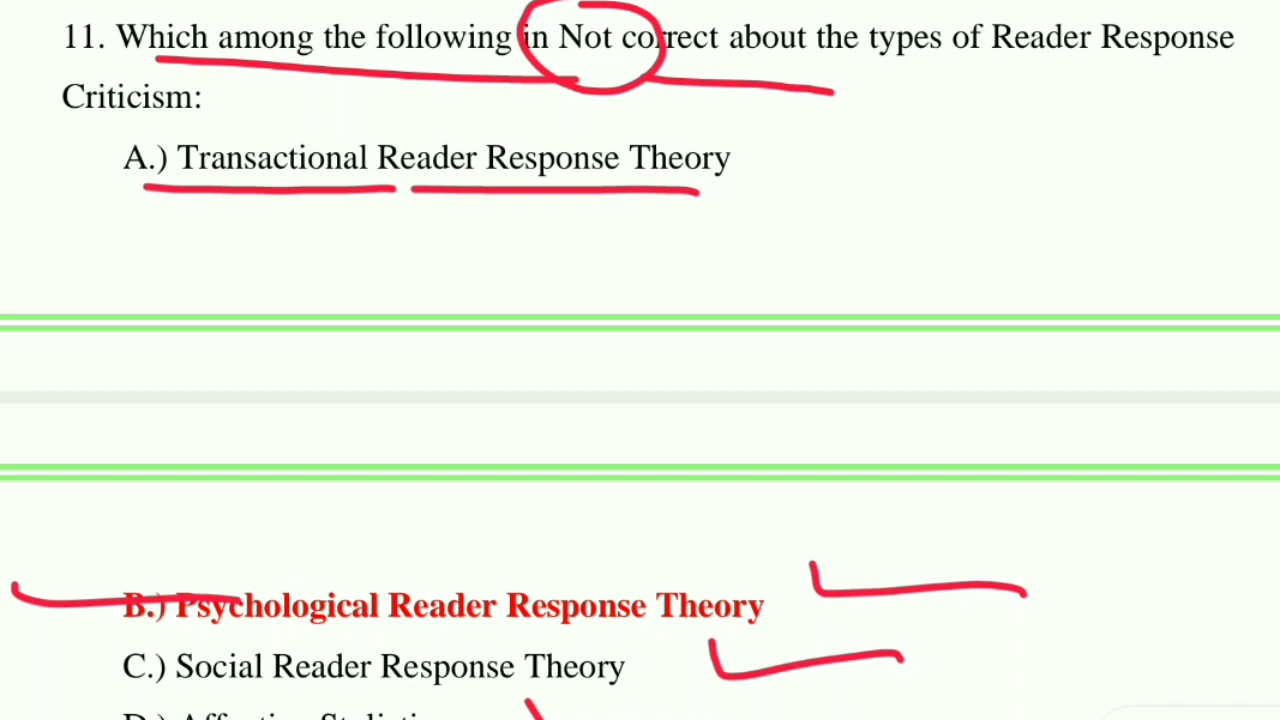 11. Which among the following in Not correct about the types of Reader Response
Criticism:
A.) Transactional Reader Response Theory
B.) Psychological Reader Response Theory
C.) Social Reader Response Theory